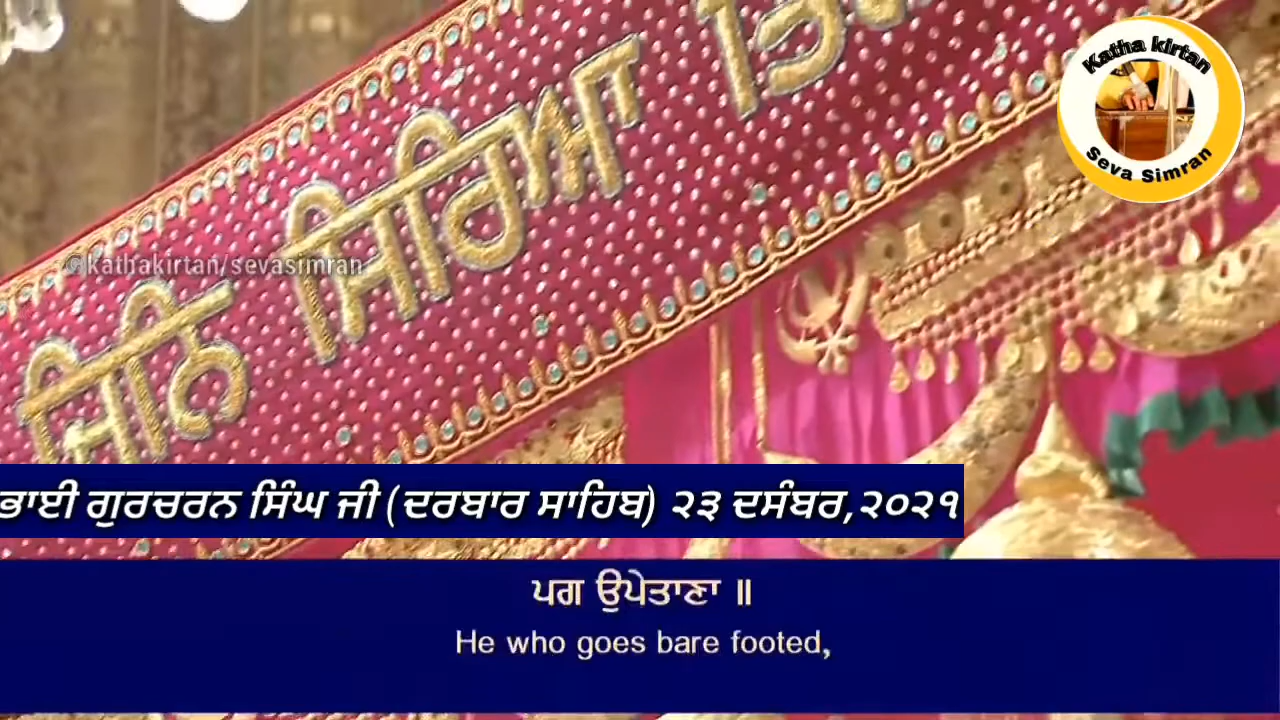 Katha kirtan
Seva Simran
ਜਿਨਿ ਸਿਰਿਆ ਤਿ
@kathakirtan/sevasimran
ਭਾਈ ਗੁਰਚਰਨ ਸਿੰਘ ਜੀ (ਦਰਬਾਰ ਸਾਹਿਬ) ੨੩ ਦਸੰਬਰ,੨੦੨੧
ਪਗ ਉਪੇਤਾਣਾ ॥
He who goes bare footed,